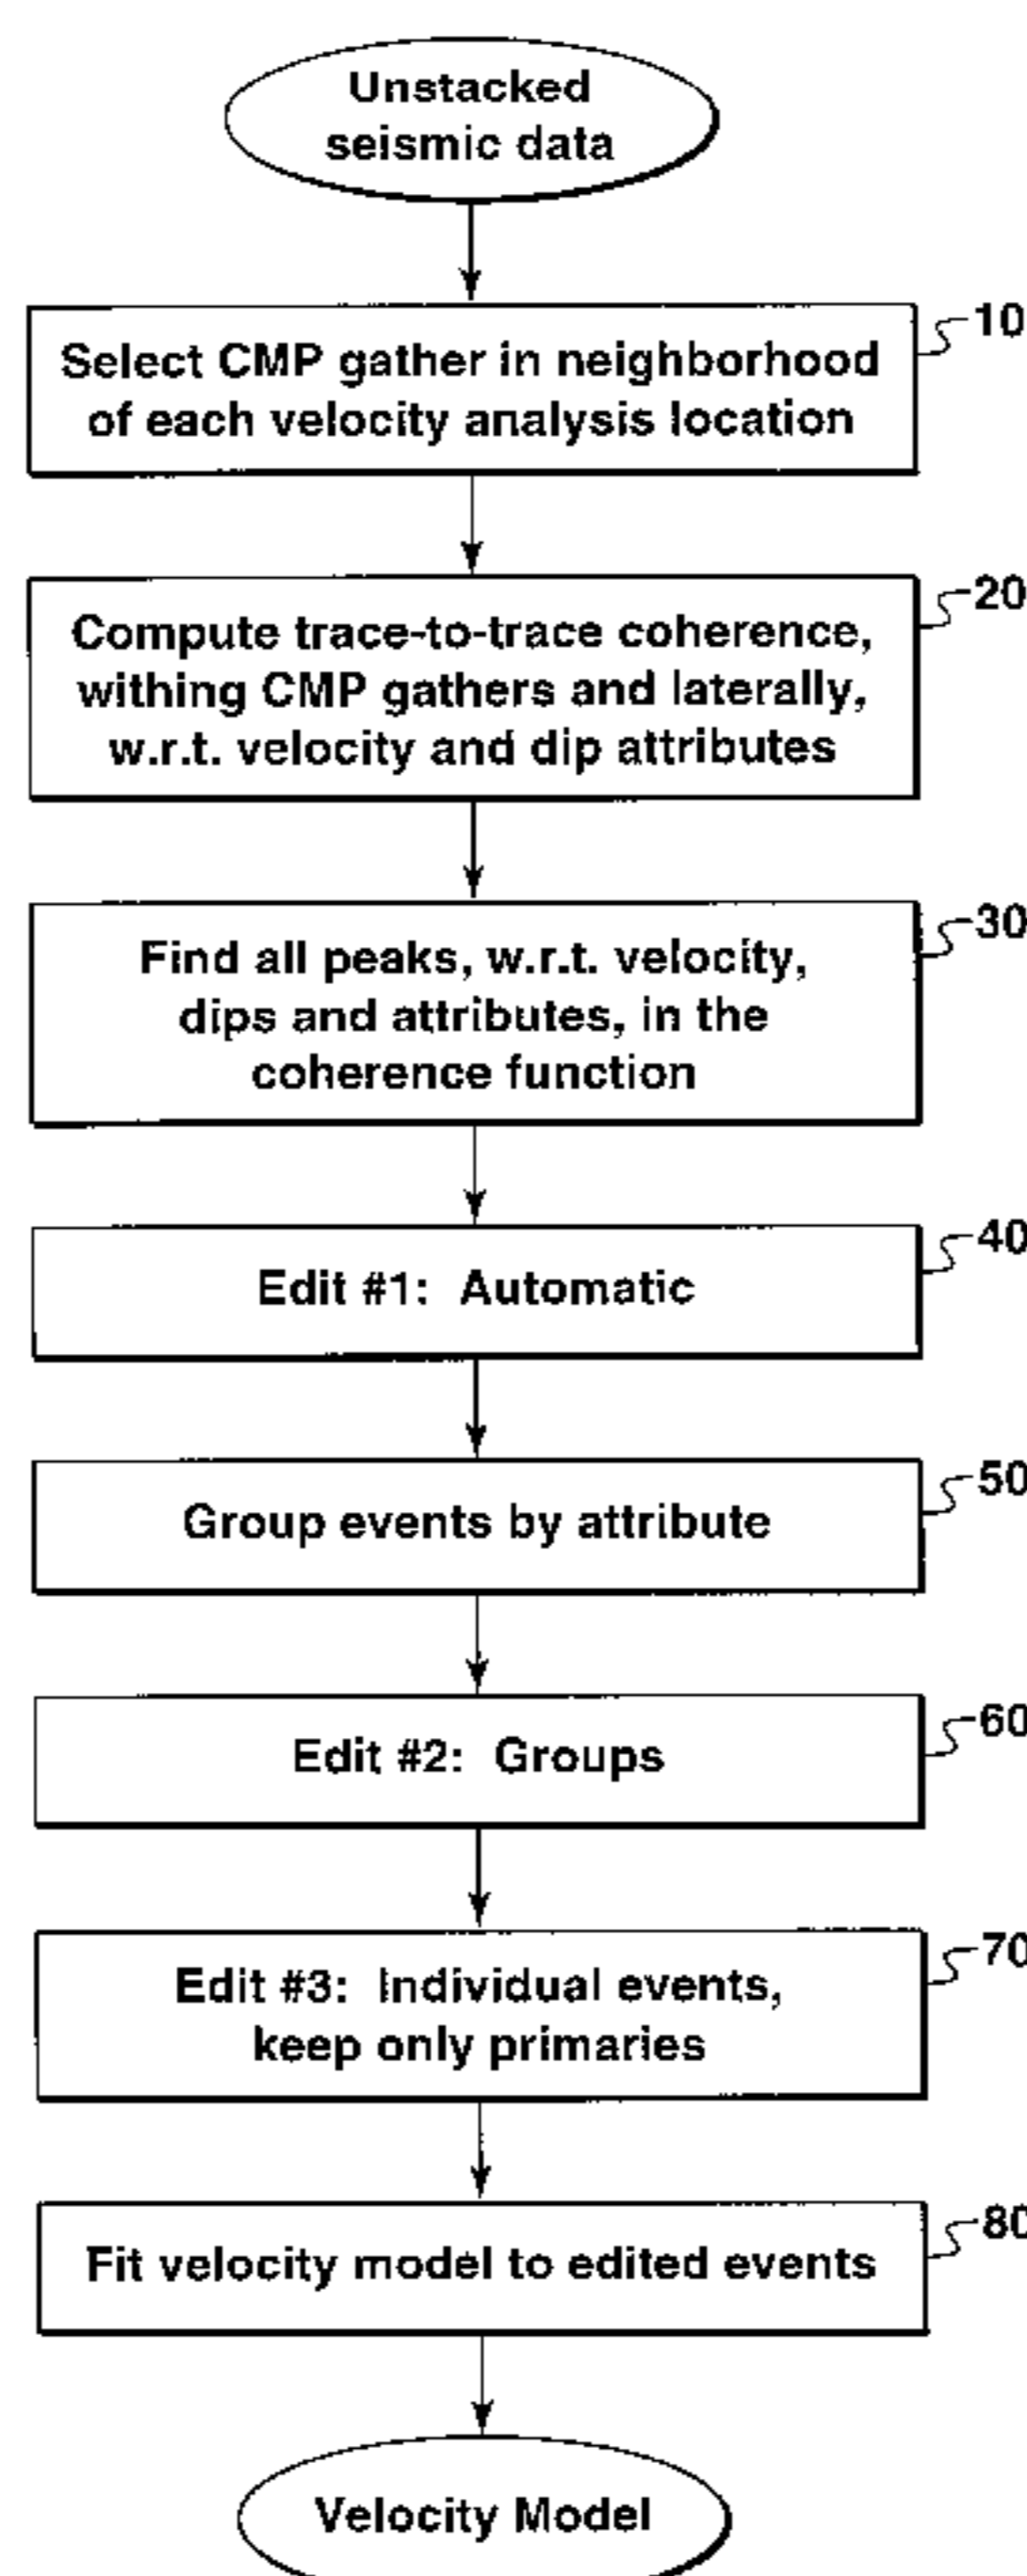 Unstacked
seismic data
10
Select CMP gather in neighborhood
of each velocity analysis location
20
Compute trace-to-trace coherence,
withing CMP gathers and laterally,
w.r.t. velocity and dip attributes
30
Find all peaks, w.r.t. velocity,
dips and attributes, in the
coherence function
40
Edit #1: Automatic
50
Group events by attribute
60
Edit #2: Groups
70
Edit #3: Individual events,
keep only primaries
80
Fit velocity model to edited events
Velocity Model